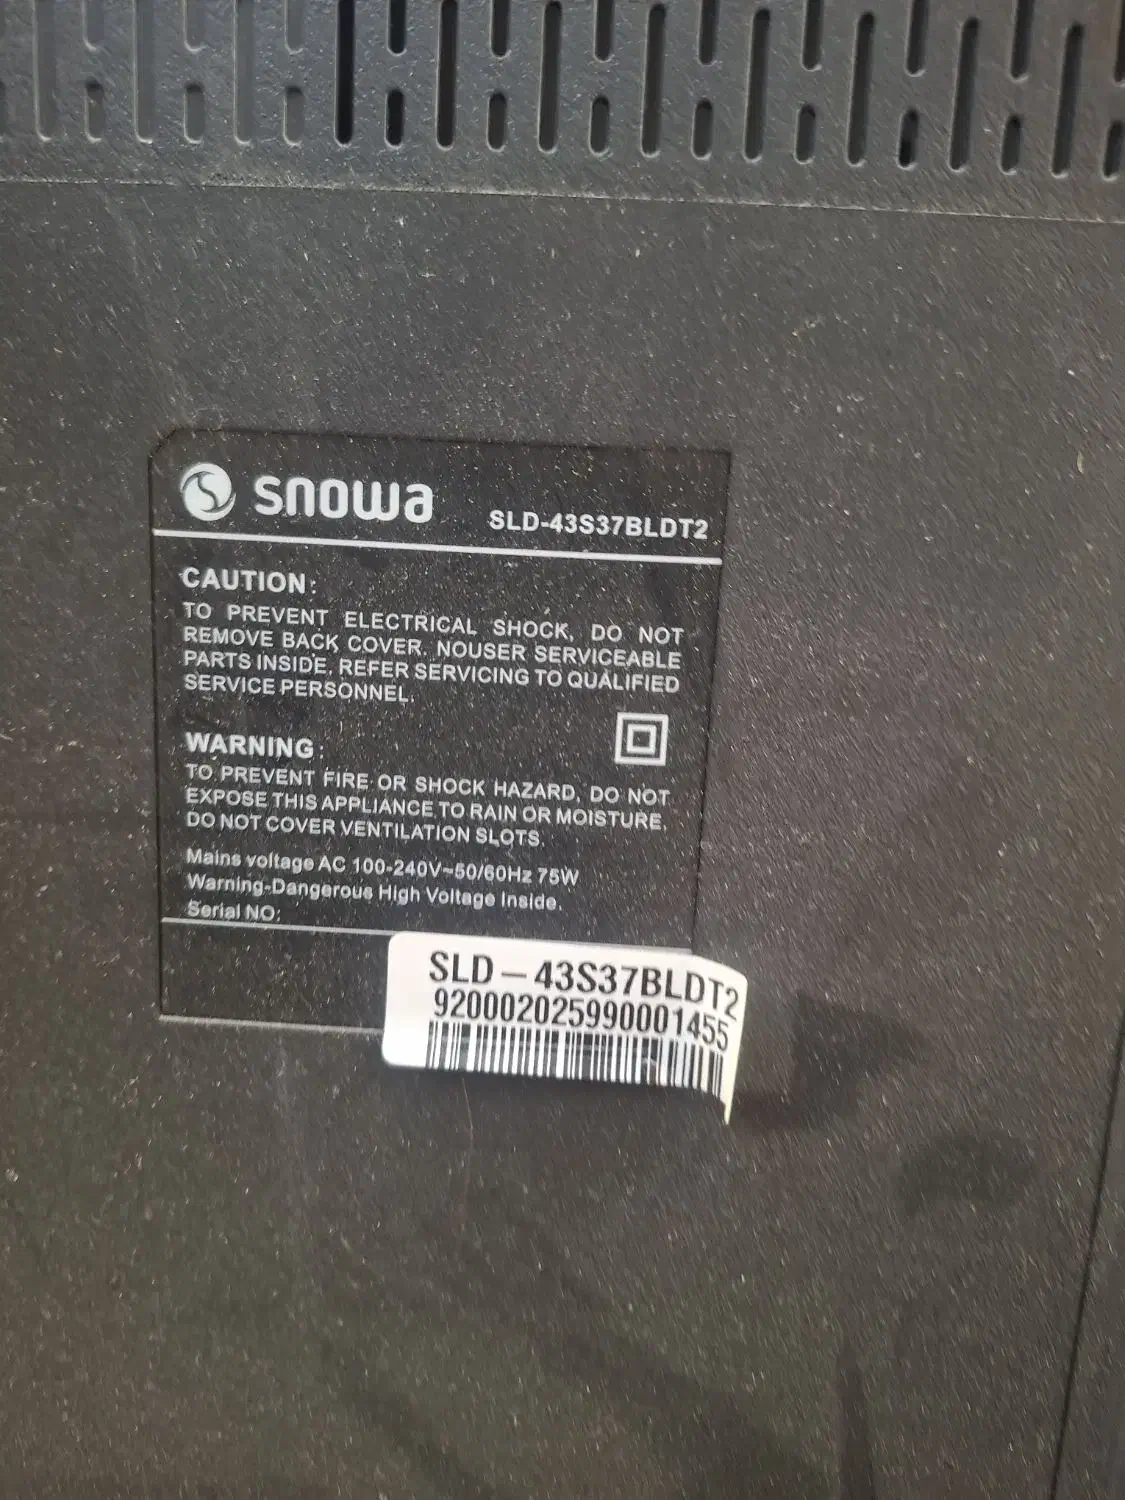 snowa
SLD-43S37BLDT2
CAUTION:
TO PREVENT ELECTRICAL SHOCK, DO NOT
REMOVE BACK COVER. NOUSER SERVICEABLE
PARTS INSIDE. REFER SERVICING TO QUALIFIED
SERVICE PERSONNEL.
WARNING:
TO PREVENT FIRE OR SHOCK HAZARD, DO NOT
EXPOSE THIS APPLIANCE TO RAIN OR MOISTURE.
DO NOT COVER VENTILATION SLOTS.
Mains voltage AC 100-240V~50/60Hz 75W
Warning-Dangerous High Voltage Inside.
Serial NO:
SLD-43S37BLDT2
920002025990001455